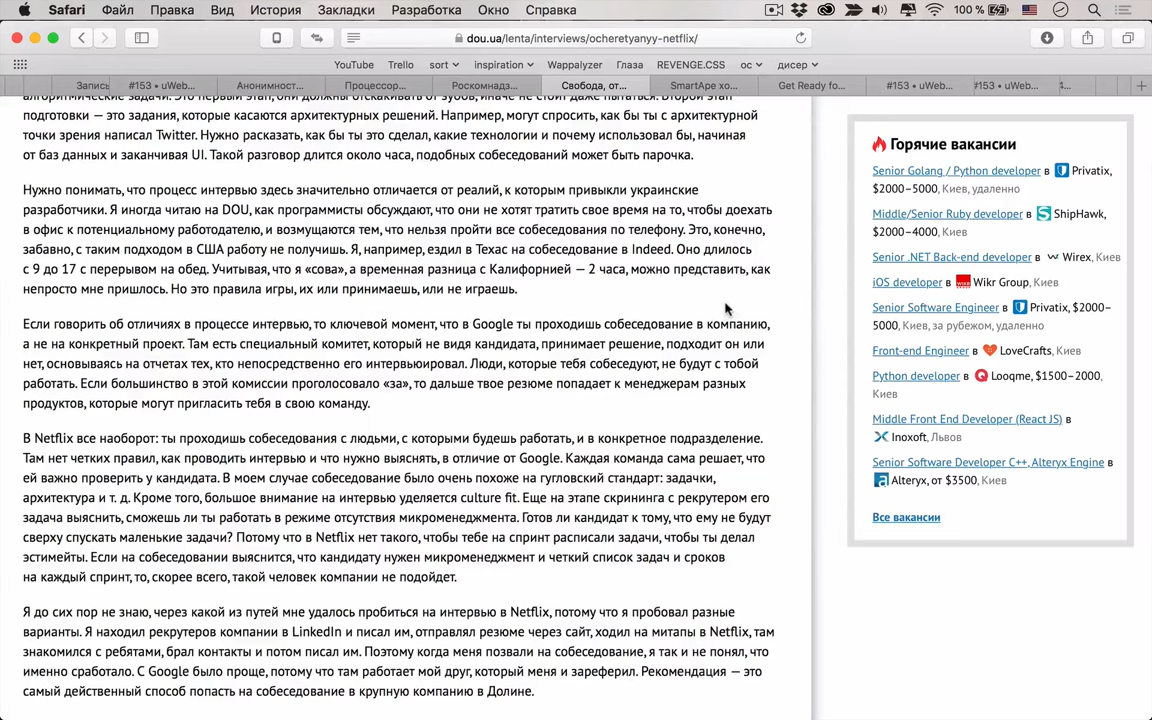 Safari Файл Правка Вид История Закладки Разработка Окно Справка 100 %
dou.ua/lenta/interviews/ocheretyanyy-netflix/
YouTube Trello sort inspiration Wappalyzer Глаза REVENGE.CSS ос дисер
Запись #153 • uWeb... Анонимност... Процессор... Роскомнадз... Свобода, от... SmartApe хо... Get Ready fo... #153 • uWeb... #153 • uWeb...
алгоритмические задачи. Это первый этап, они должны отскакивать от зубов, иначе не стоит даже пытаться. Второй этап
подготовки — это задания, которые касаются архитектурных решений. Например, могут спросить, как бы ты с архитектурной
точки зрения написал Twitter. Нужно рассказать, как бы ты это сделал, какие технологии и почему использовал бы, начиная
от баз данных и заканчивая UI. Такой разговор длится около часа, подобных собеседований может быть парочка.
Нужно понимать, что процесс интервью здесь значительно отличается от реалий, к которым привыкли украинские
разработчики. Я иногда читаю на DOU, как программисты обсуждают, что они не хотят тратить свое время на то, чтобы доехать
в офис к потенциальному работодателю, и возмущаются тем, что нельзя пройти все собеседования по телефону. Это, конечно,
забавно, с таким подходом в США работу не получишь. Я, например, ездил в Техас на собеседование в Indeed. Оно длилось
с 9 до 17 с перерывом на обед. Учитывая, что я «сова», а временная разница с Калифорнией — 2 часа, можно представить, как
непросто мне пришлось. Но это правила игры, их или принимаешь, или не играешь.
Если говорить об отличиях в процессе интервью, то ключевой момент, что в Google ты проходишь собеседование в компанию,
а не на конкретный проект. Там есть специальный комитет, который не видя кандидата, принимает решение, подходит он или
нет, основываясь на отчетах тех, кто непосредственно его интервьюировал. Люди, которые тебя собеседуют, не будут с тобой
работать. Если большинство в этой комиссии проголосовало «за», то дальше твое резюме попадает к менеджерам разных
продуктов, которые могут пригласить тебя в свою команду.
В Netflix все наоборот: ты проходишь собеседования с людьми, с которыми будешь работать, и в конкретное подразделение.
Там нет четких правил, как проводить интервью и что нужно выяснять, в отличие от Google. Каждая команда сама решает, что
ей важно проверить у кандидата. В моем случае собеседование было очень похоже на гугловский стандарт: задачки,
архитектура и т. д. Кроме того, большое внимание на интервью уделяется culture fit. Еще на этапе скрининга с рекрутером его
задача выяснить, сможешь ли ты работать в режиме отсутствия микроменеджмента. Готов ли кандидат к тому, что ему не будут
сверху спускать маленькие задачи? Потому что в Netflix нет такого, чтобы тебе на спринт расписали задачи, чтобы ты делал
эстимейты. Если на собеседовании выяснится, что кандидату нужен микроменеджмент и четкий список задач и сроков
на каждый спринт, то, скорее всего, такой человек компании не подойдет.
Я до сих пор не знаю, через какой из путей мне удалось пробиться на интервью в Netflix, потому что я пробовал разные
варианты. Я находил рекрутеров компании в LinkedIn и писал им, отправлял резюме через сайт, ходил на митапы в Netflix, там
знакомился с ребятами, брал контакты и потом писал им. Поэтому когда меня позвали на собеседование, я так и не понял, что
именно сработало. С Google было проще, потому что там работает мой друг, который меня и зареферил. Рекомендация — это
самый действенный способ попасть на собеседование в крупную компанию в Долине.
Горячие вакансии
Senior Golang / Python developer в Privatix,
$2000–5000, Киев, удаленно
Middle/Senior Ruby developer в ShipHawk,
$2000–4000, Киев
Senior .NET Back-end developer в Wirex, Киев
iOS developer в Wikr Group, Киев
Senior Software Engineer в Privatix, $2000–
5000, Киев, за рубежом, удаленно
Front-end Engineer в LoveCrafts, Киев
Python developer в Looqme, $1500–2000,
Киев
Middle Front End Developer (React JS) в
Inoxoft, Львов
Senior Software Developer C++, Alteryx Engine в
Alteryx, от $3500, Киев
Все вакансии